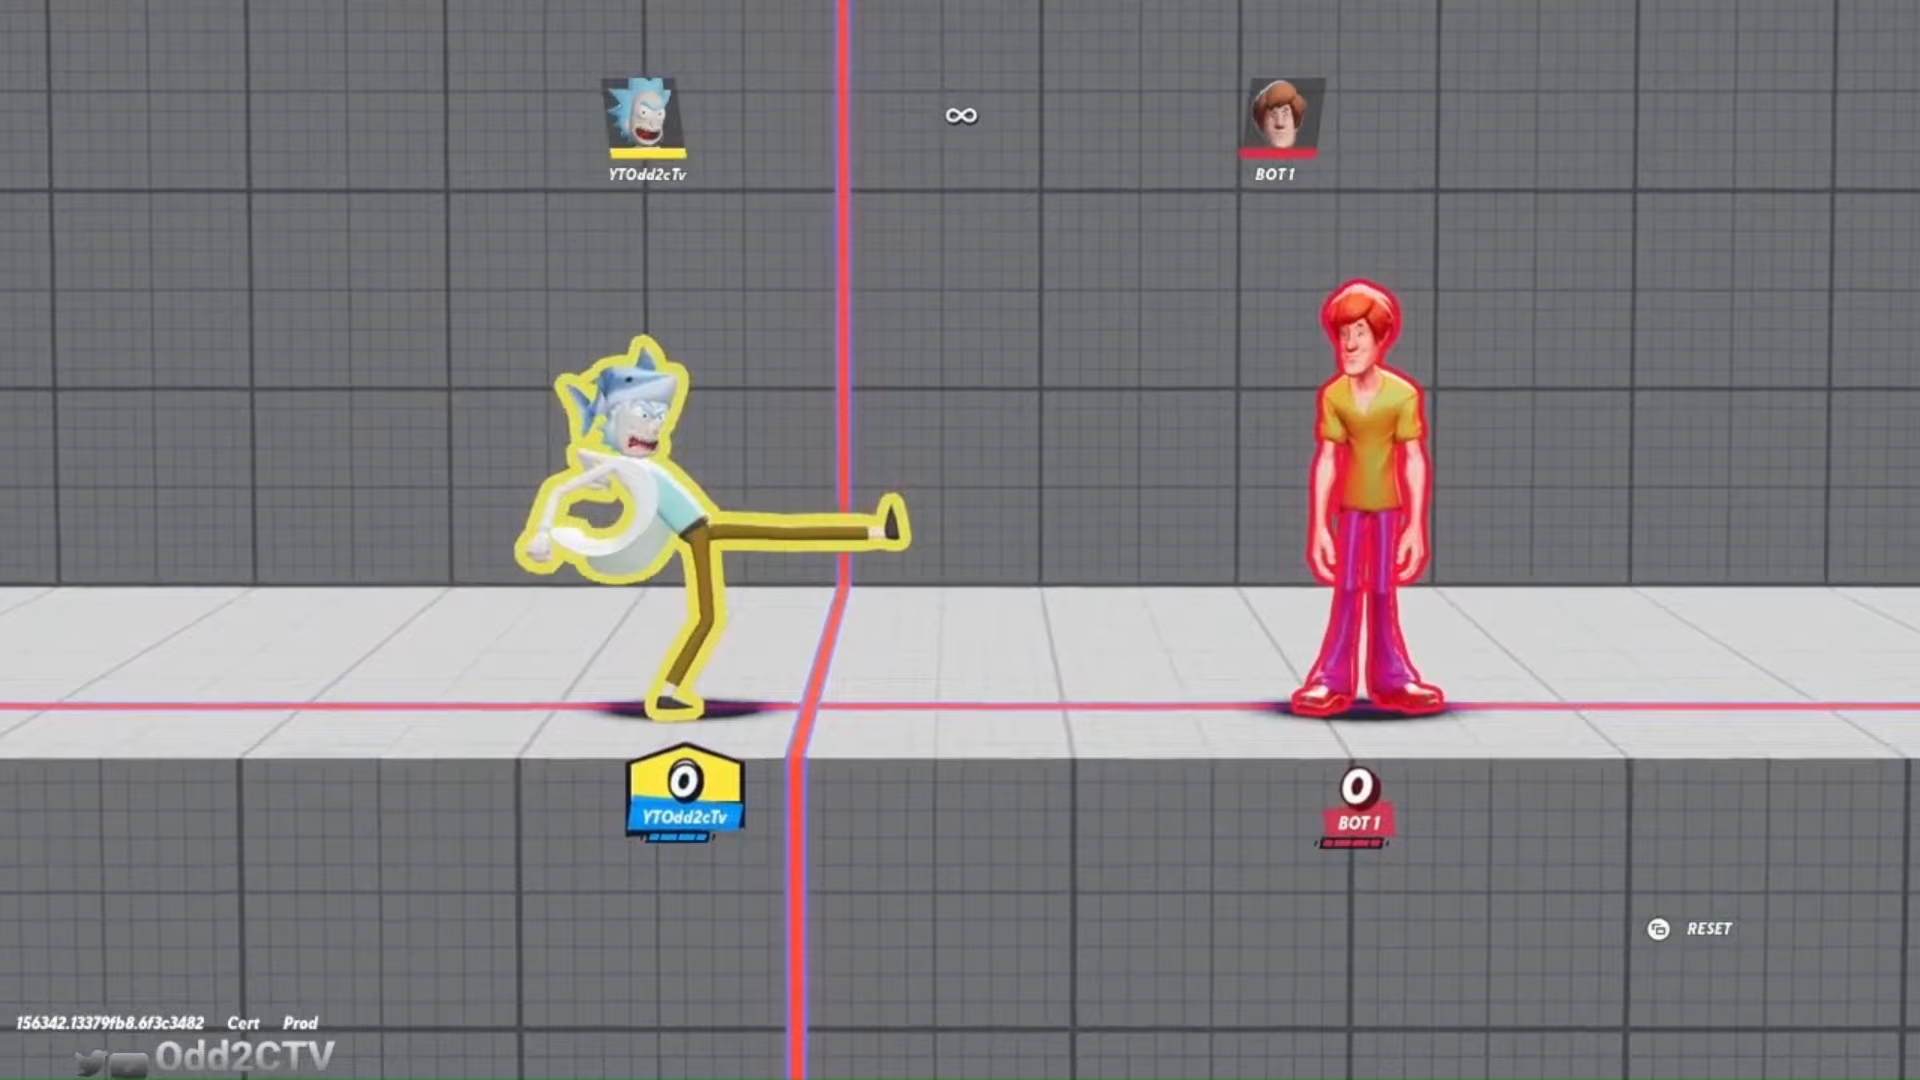 ∞
YTOdd2cTv
BOT 1
0
YTOdd2cTv
0
BOT 1
RESET
156342.13379fb8.6f3c3482 Cert Prod
Odd2CTV